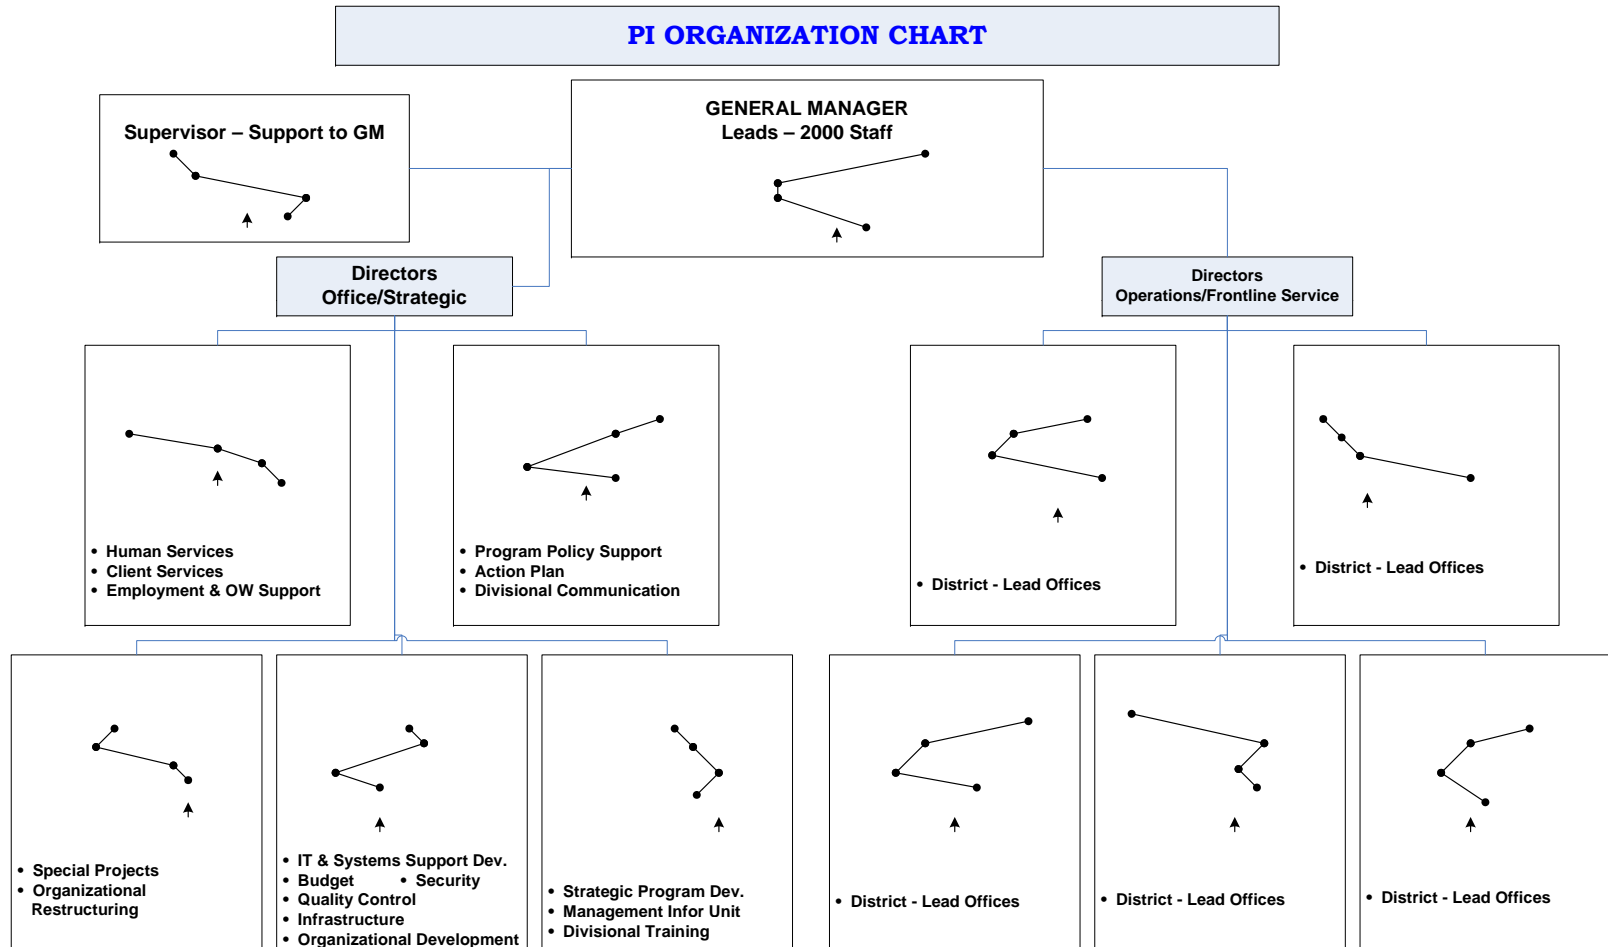 PI ORGANIZATION CHART
Supervisor – Support to GM
GENERAL MANAGER
Leads – 2000 Staff
Directors
Office/Strategic
Directors
Operations/Frontline Service
• Human Services
• Client Services
• Employment & OW Support
• Program Policy Support
• Action Plan
• Divisional Communication
• District - Lead Offices
• District - Lead Offices
• Special Projects
• Organizational
Restructuring
• IT & Systems Support Dev.
• Budget • Security
• Quality Control
• Infrastructure
• Organizational Development
• Strategic Program Dev.
• Management Infor Unit
• Divisional Training
• District - Lead Offices
• District - Lead Offices
• District - Lead Offices